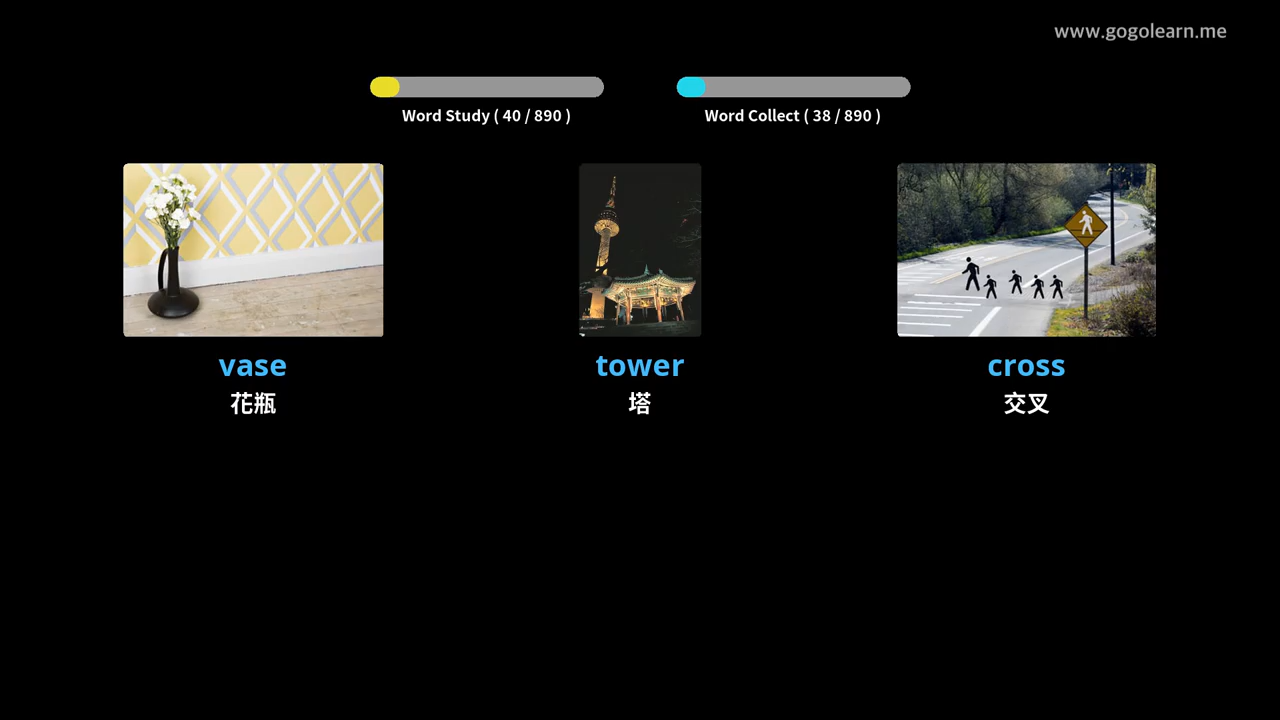 www.gogolearn.me
Word Study ( 40 / 890 )
Word Collect ( 38 / 890 )
vase
花瓶
tower
塔
cross
交叉